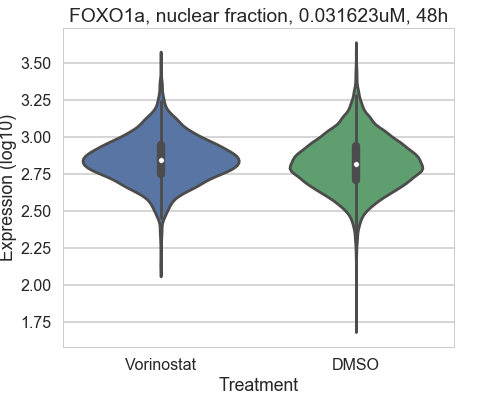 FOXO1a, nuclear fraction, 0.031623uM, 48h
Expression (log10)
3.50
3.25
3.00
2.75
2.50
2.25
2.00
1.75
Vorinostat
DMSO
Treatment